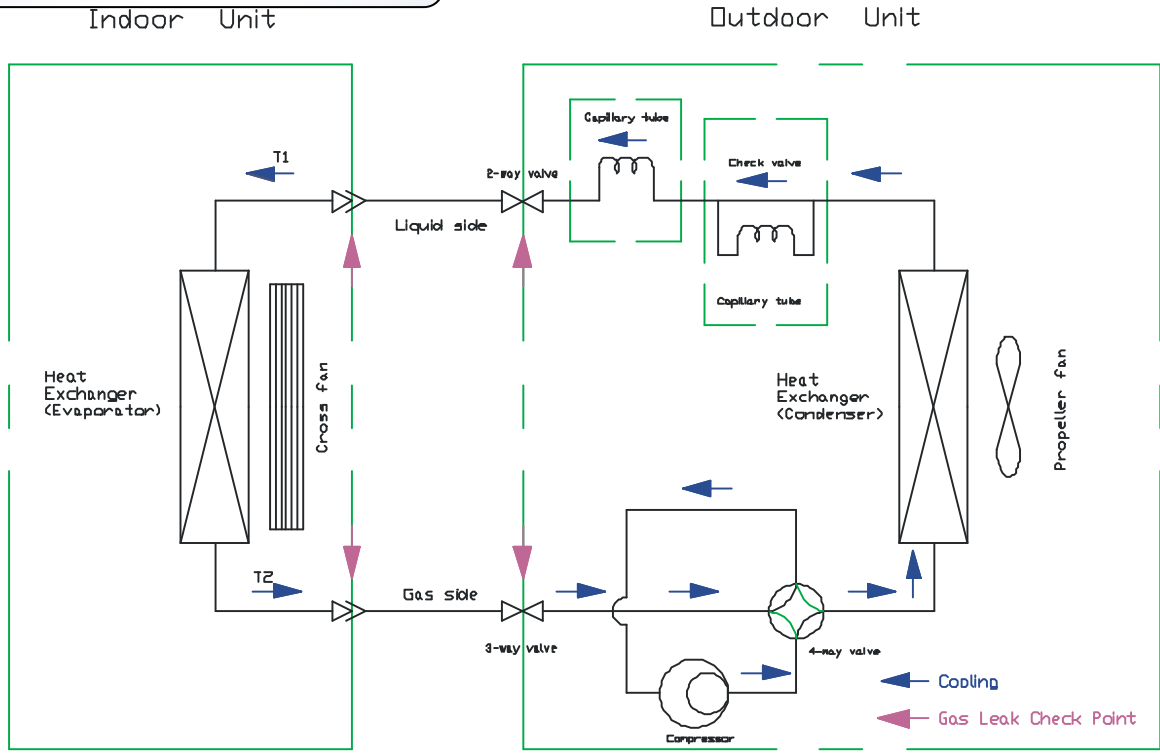 Indoor Unit
Outdoor Unit
Capillary tube
T1
Check valve
2-way valve
Liquid side
Capillary tube
Heat
Exchanger
(Evaporator)
Cross fan
Heat
Exchanger
(Condenser)
Propeller fan
T2
Gas side
3-way valve
4-way valve
Cooling
Gas Leak Check Point
Compressor